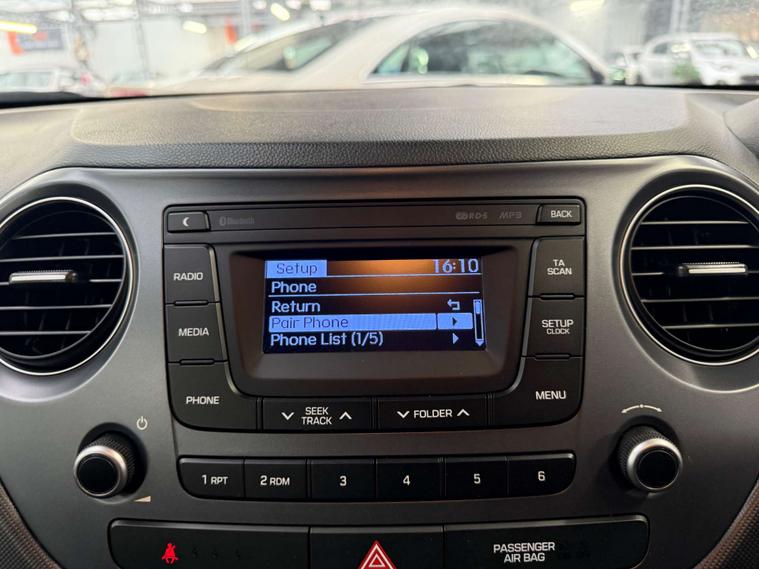 Bluetooth
RDS
MP3
BACK
RADIO
MEDIA
PHONE
Setup 16:10
Phone
Return
Pair Phone
Phone List (1/5)
TA
SCAN
SETUP
CLOCK
MENU
SEEK
TRACK
FOLDER
1 RPT
2 RDM
3
4
5
6
PASSENGER
AIR BAG